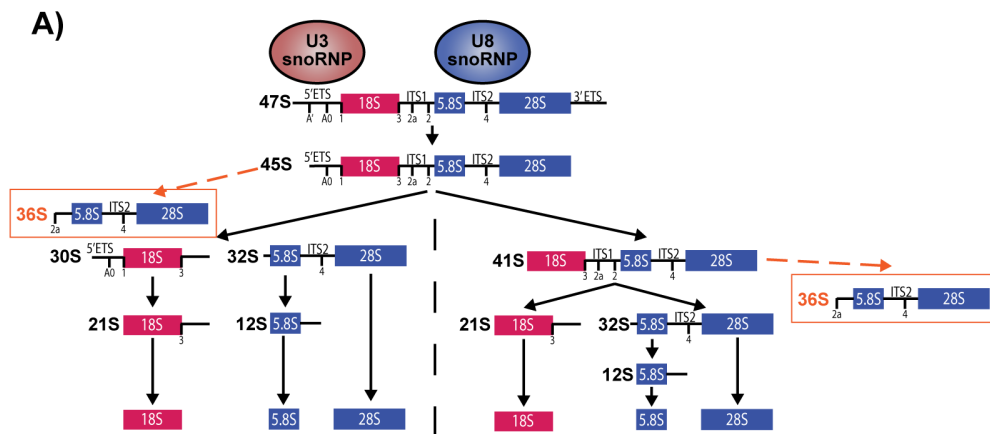 A)
U3
snoRNP
U8
snoRNP
47S 5'ETS 18S ITS1 5.8S ITS2 28S 3'ETS
A' A0 1 3 2a 2 4
45S 5'ETS 18S ITS1 5.8S ITS2 28S
A0 1 3 2a 2 4
36S 5.8S ITS2 28S
2a 4
30S 5'ETS 18S
A0 1 3
32S 5.8S ITS2 28S
4
41S 18S ITS1 5.8S ITS2 28S
3 2a 2 4
36S 5.8S ITS2 28S
2a 4
21S 18S
3
12S 5.8S
21S 18S
3
32S 5.8S ITS2 28S
4
12S 5.8S
18S 5.8S 28S
18S 5.8S 28S